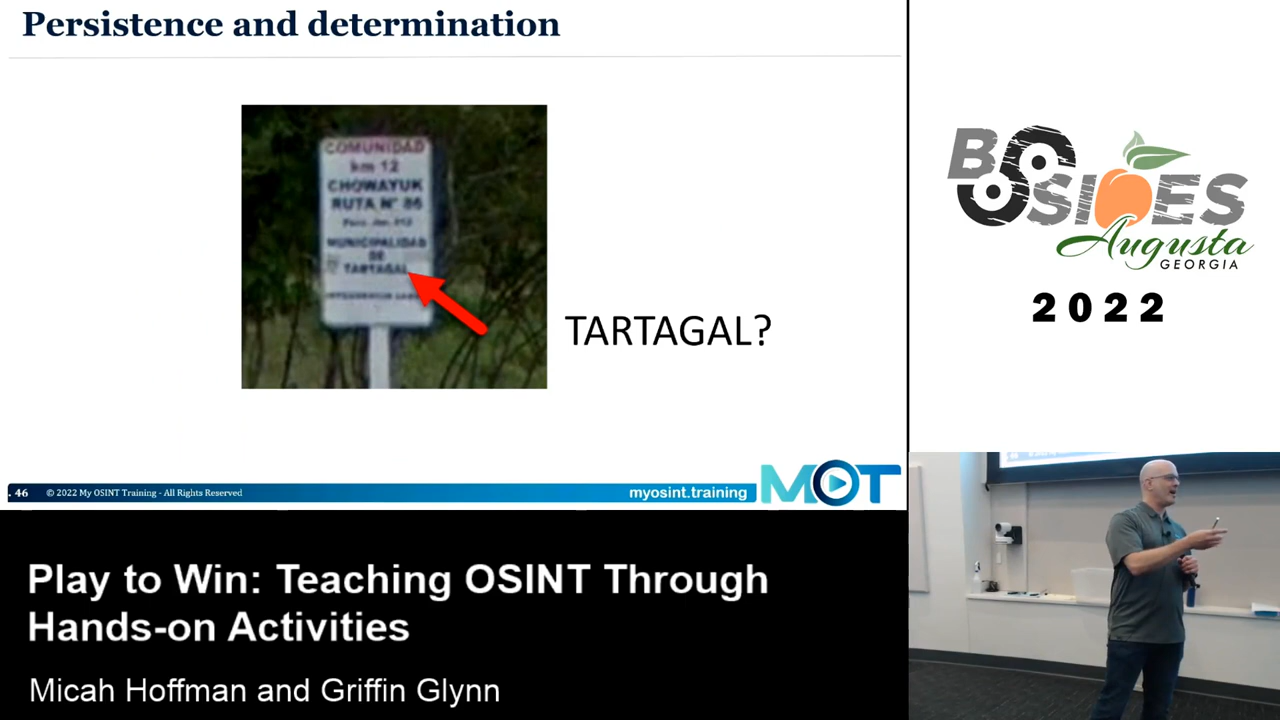 Persistence and determination
COMUNIDAD
km 12
CHOWAYUK
RUTA N° 86
MUNICIPALIDAD
DE
TARTAGAL
TARTAGAL?
. 46 © 2022 My OSINT Training - All Rights Reserved
myosint.training
MOT
BSIDES
Augusta
GEORGIA
2022
Play to Win: Teaching OSINT Through
Hands-on Activities
Micah Hoffman and Griffin Glynn